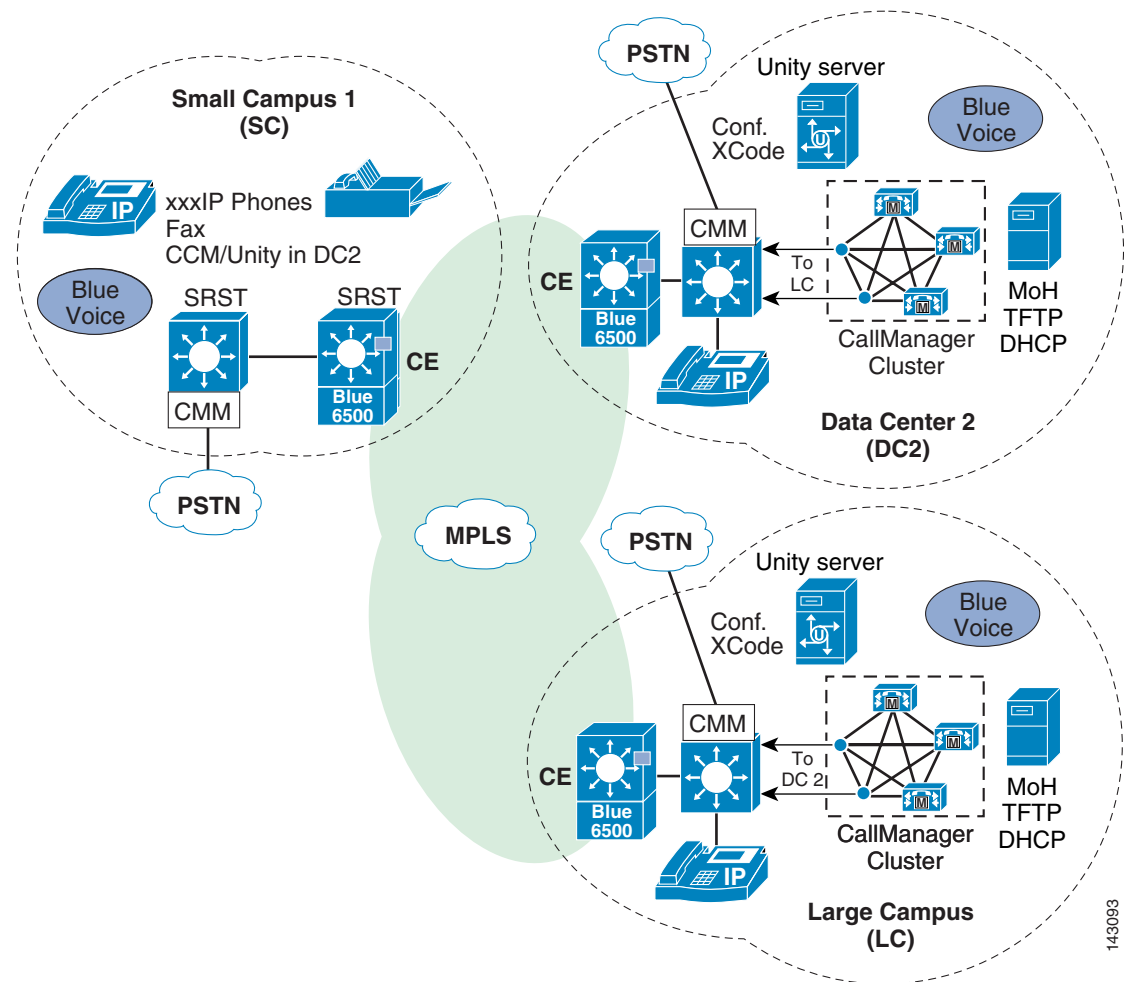 Small Campus 1
(SC)
IP
xxxIP Phones
Fax
CCM/Unity in DC2
Blue
Voice
SRST
SRST
CE
Blue
6500
CMM
PSTN
MPLS
PSTN
Unity server
Conf.
XCode
U
Blue
Voice
CMM
CE
Blue
6500
To
LC
M
M
M
CallManager
Cluster
MoH
TFTP
DHCP
IP
Data Center 2
(DC2)
PSTN
Unity server
Conf.
XCode
U
Blue
Voice
CMM
CE
Blue
6500
To
DC 2
M
M
M
CallManager
Cluster
MoH
TFTP
DHCP
IP
Large Campus
(LC)
143093